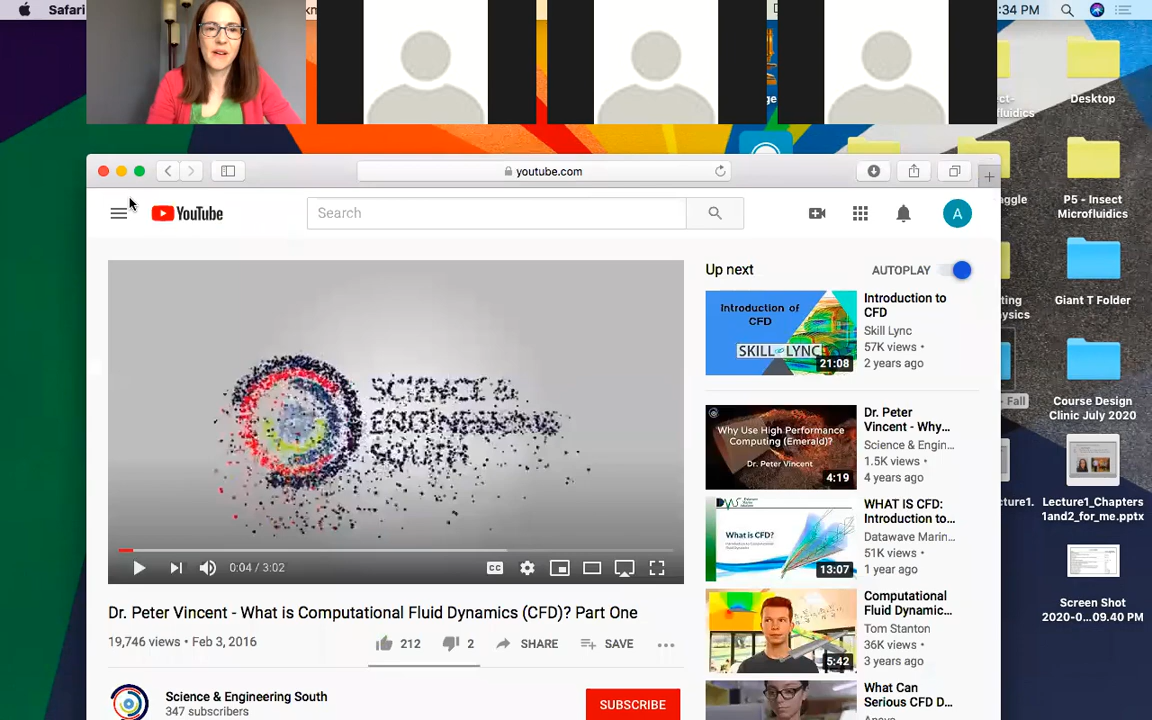 Safari
:34 PM
Desktop
P5 - Insect
Microfluidics
Giant T Folder
Course Design
Clinic July 2020
Lecture1_Chapters
1and2_for_me.pptx
Screen Shot
2020-0...09.40 PM
youtube.com
YouTube
Search
A
SCIENCE &
ENGINEERING
SOUTH
0:04 / 3:02
CC
Dr. Peter Vincent - What is Computational Fluid Dynamics (CFD)? Part One
19,746 views • Feb 3, 2016
212
2
SHARE
SAVE
Science & Engineering South
347 subscribers
SUBSCRIBE
Up next
AUTOPLAY
Introduction of
CFD
SKILL LYNC
21:08
Introduction to
CFD
Skill Lync
57K views •
2 years ago
Why Use High Performance
Computing (Emerald)?
Dr. Peter Vincent
4:19
Dr. Peter
Vincent - Why...
Science & Engin...
1.5K views •
4 years ago
What is CFD?
13:07
WHAT IS CFD:
Introduction to...
Datawave Marin...
51K views •
1 year ago
5:42
Computational
Fluid Dynamic...
Tom Stanton
36K views •
3 years ago
What Can
Serious CFD D...